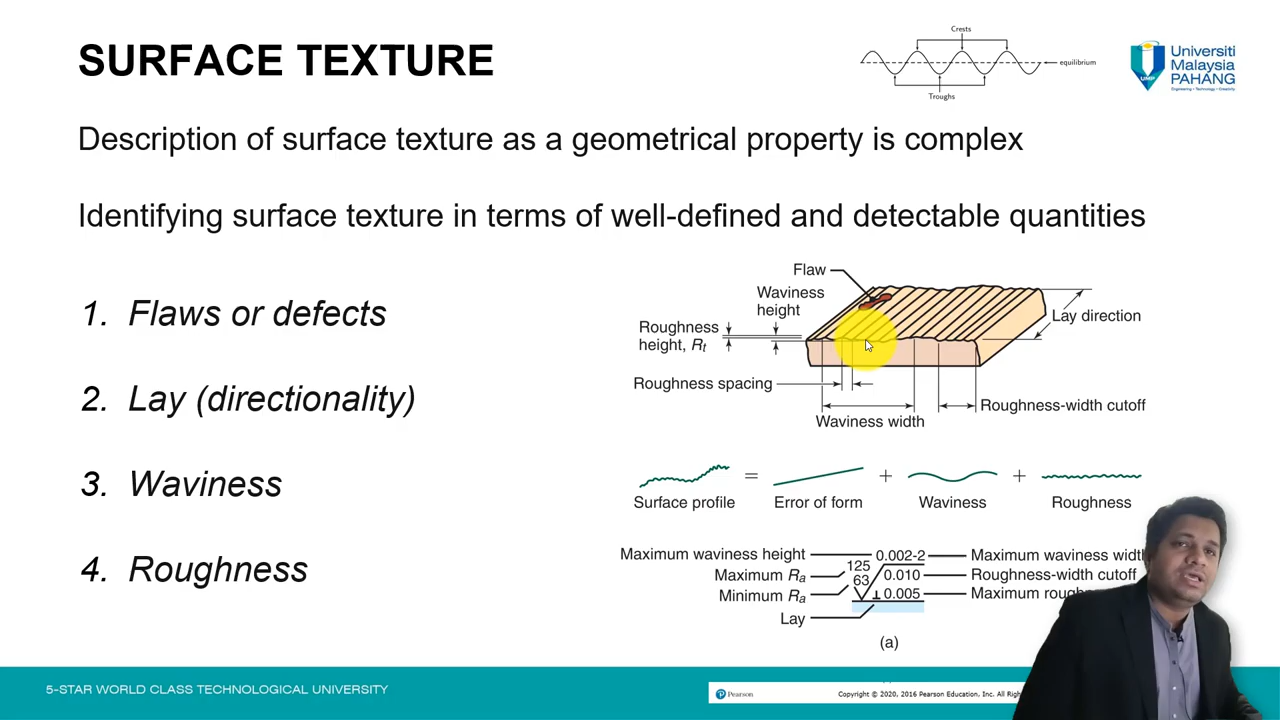 SURFACE TEXTURE
Crests
equilibrium
Troughs
Universiti
Malaysia
PAHANG
Engineering • Technology • Creativity
UMP
Description of surface texture as a geometrical property is complex
Identifying surface texture in terms of well-defined and detectable quantities
1. Flaws or defects
2. Lay (directionality)
3. Waviness
4. Roughness
Flaw
Waviness
height
Roughness
height, Rt
Lay direction
Roughness spacing
Roughness-width cutoff
Waviness width
=
+
+
Surface profile
Error of form
Waviness
Roughness
Maximum waviness height
0.002-2
Maximum waviness width
125
Maximum Ra
0.010
Roughness-width cutoff
63
Minimum Ra
⊥ 0.005
Maximum
Lay
(a)
5-STAR WORLD CLASS TECHNOLOGICAL UNIVERSITY
Pearson
Copyright © 2020, 2016 Pearson Education, Inc. All